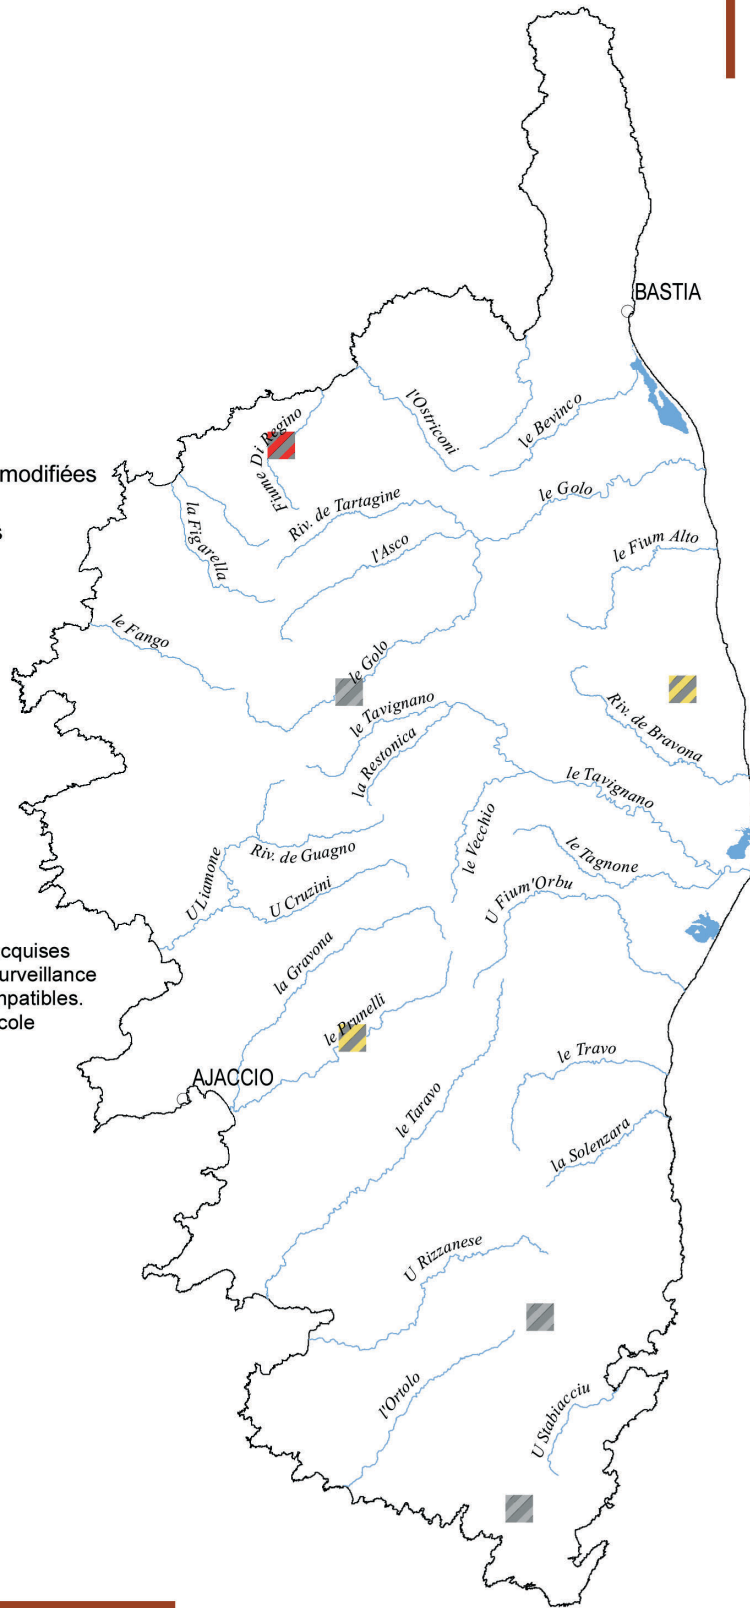 BASTIA
l'Ostriconi
le Bevinco
Fiume Di Regino
modifiées
s
le Golo
Riv. de Tartagine
la Figarella
l'Asco
le Fium Alto
le Fango
le Golo
le Tavignano
Riv. de Bravona
la Restonica
le Tavignano
le Vecchio
Riv. de Guagno
le Tagnone
U Liamone
U Cruzini
U Fium'Orbu
cquises
urveillance
la Gravona
mpatibles.
cole
le Prunelli
le Travo
AJACCIO
le Taravo
la Solenzara
U Rizzanese
l'Ortolo
U Stabiacciu